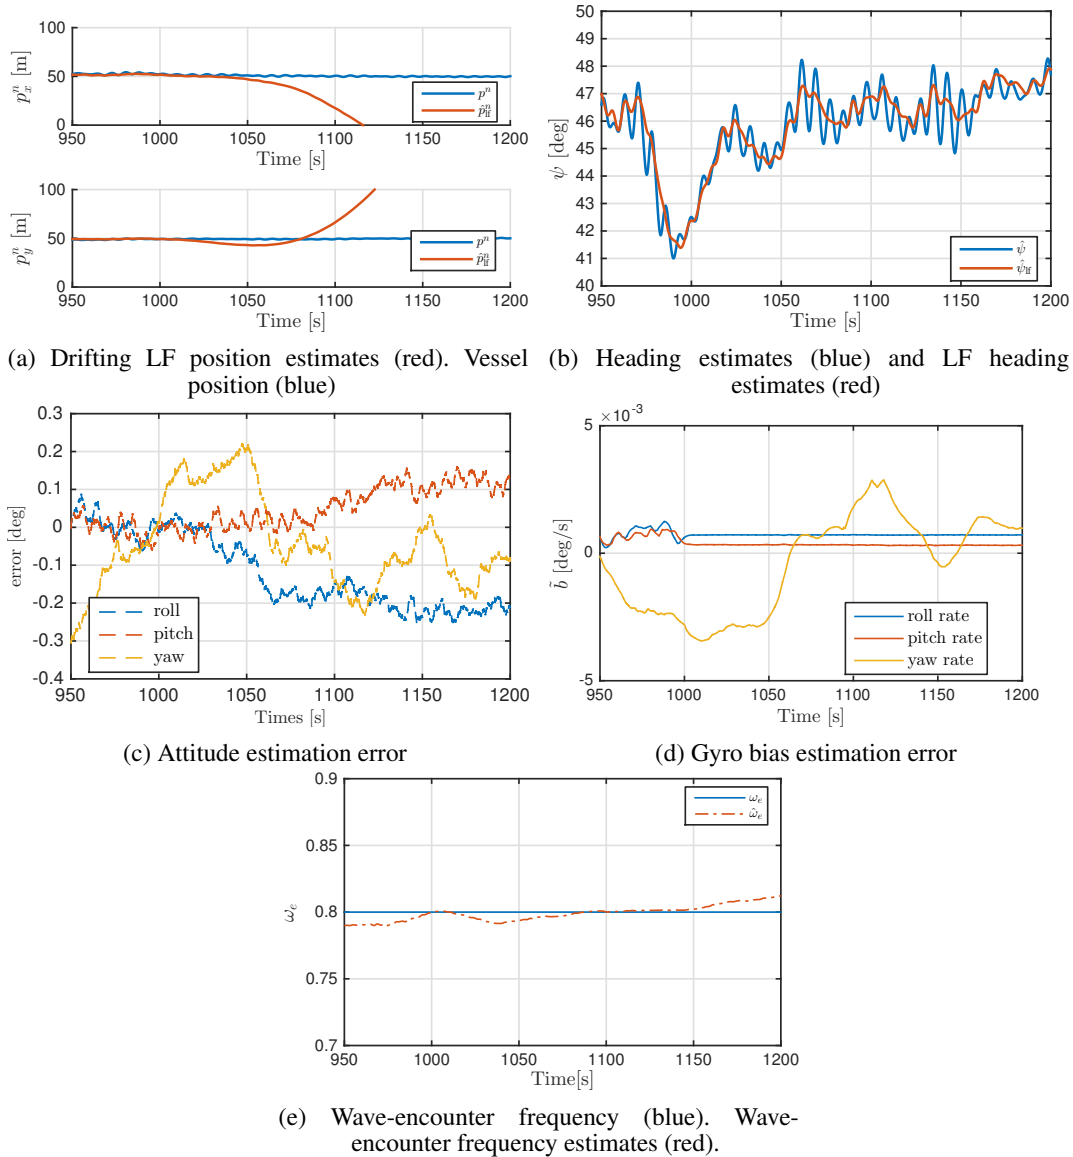 100
50
0
950 1000 1050 1100 1150 1200
Time [s]
p_x^n [m]
p^n
p̂_lf^n
100
50
0
950 1000 1050 1100 1150 1200
Time [s]
p_y^n [m]
p^n
p̂_lf^n
(a) Drifting LF position estimates (red). Vessel
position (blue)
50
49
48
47
46
45
44
43
42
41
40
950 1000 1050 1100 1150 1200
Time [s]
ψ [deg]
ψ̂
ψ̂_lf
(b) Heading estimates (blue) and LF heading
estimates (red)
0.3
0.2
0.1
0
-0.1
-0.2
-0.3
-0.4
950 1000 1050 1100 1150 1200
Times [s]
error [deg]
roll
pitch
yaw
(c) Attitude estimation error
×10^-3
5
0
-5
950 1000 1050 1100 1150 1200
Time [s]
b̃ [deg/s]
roll rate
pitch rate
yaw rate
(d) Gyro bias estimation error
0.9
0.85
0.8
0.75
0.7
950 1000 1050 1100 1150 1200
Time[s]
ω_e
ω_e
ω̂_e
(e) Wave-encounter frequency (blue). Wave-
encounter frequency estimates (red).